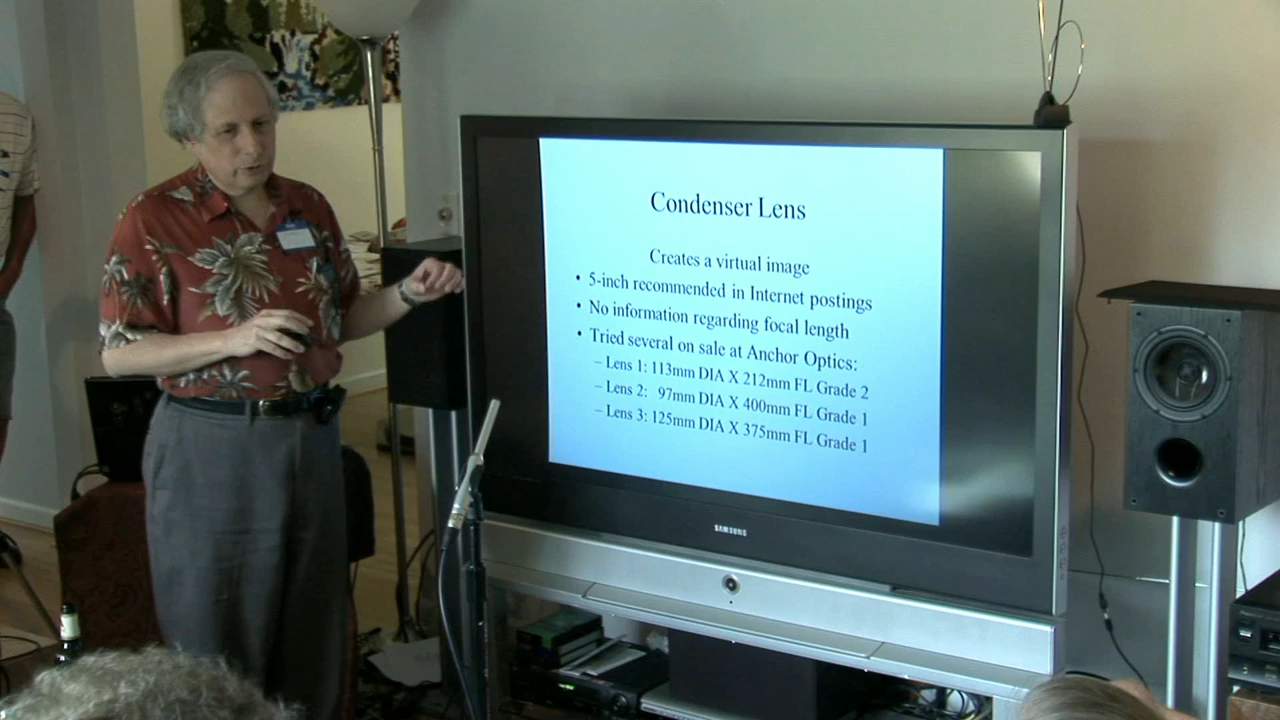 Condenser Lens
Creates a virtual image
• 5-inch recommended in Internet postings
• No information regarding focal length
• Tried several on sale at Anchor Optics:
– Lens 1: 113mm DIA X 212mm FL Grade 2
– Lens 2: 97mm DIA X 400mm FL Grade 1
– Lens 3: 125mm DIA X 375mm FL Grade 1
SAMSUNG